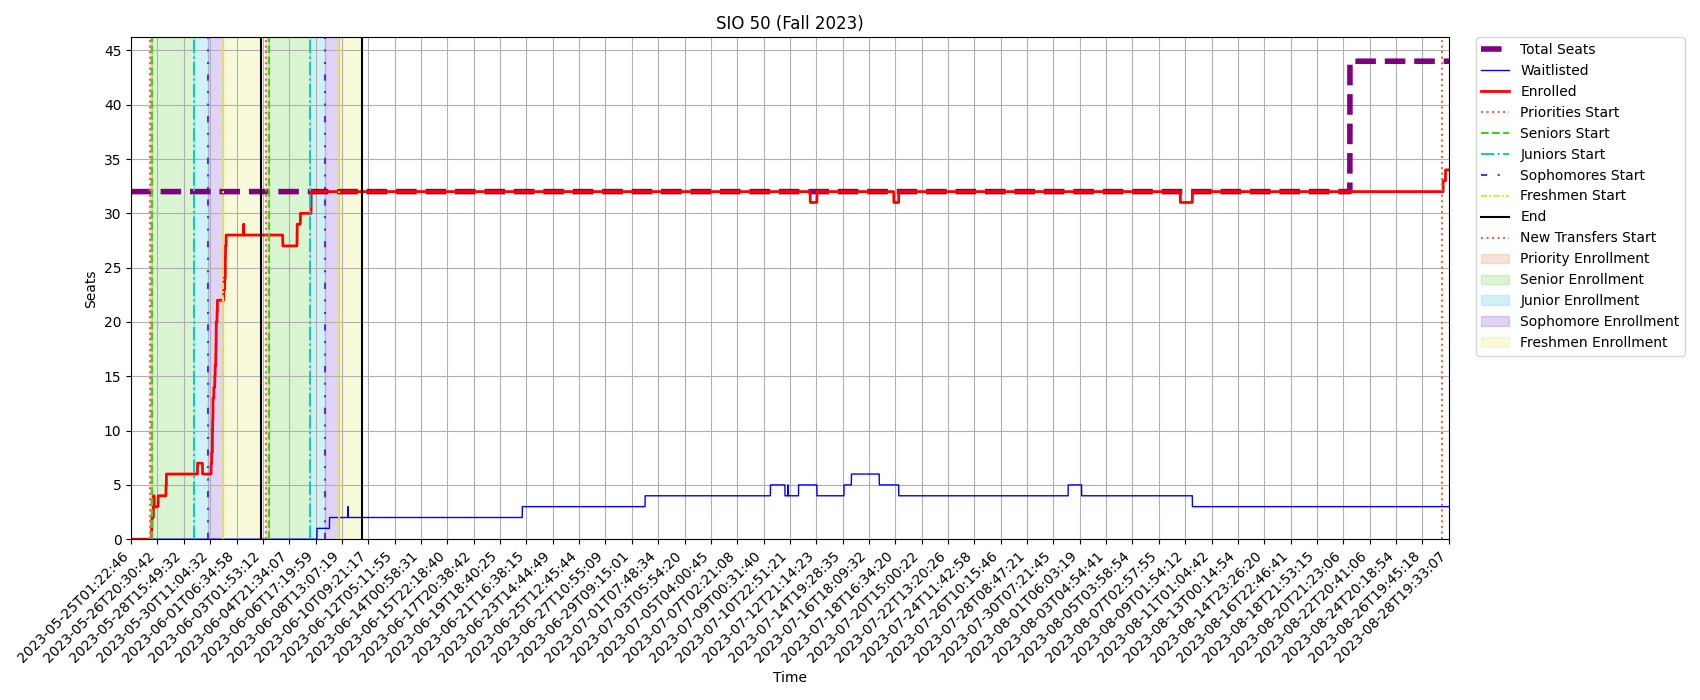 SIO 50 (Fall 2023)
45
40
35
30
25
20
15
10
5
0
Seats
2023-05-25T01:22:46
2023-05-26T20:30:42
2023-05-28T15:49:32
2023-05-30T11:04:32
2023-06-01T06:34:58
2023-06-03T01:53:12
2023-06-04T21:34:07
2023-06-06T17:19:59
2023-06-08T13:07:19
2023-06-10T09:21:17
2023-06-12T05:11:55
2023-06-14T00:58:31
2023-06-15T22:18:40
2023-06-17T20:38:42
2023-06-19T18:40:25
2023-06-21T16:38:15
2023-06-23T14:44:49
2023-06-25T12:45:44
2023-06-27T10:55:09
2023-06-29T09:15:01
2023-07-01T07:48:34
2023-07-03T05:54:20
2023-07-05T04:00:45
2023-07-07T02:21:08
2023-07-09T00:31:40
2023-07-10T22:51:21
2023-07-12T21:14:23
2023-07-14T19:28:35
2023-07-16T18:09:32
2023-07-18T16:34:20
2023-07-20T15:00:22
2023-07-22T13:20:26
2023-07-24T11:42:58
2023-07-26T10:15:46
2023-07-28T08:47:21
2023-07-30T07:21:45
2023-08-01T06:03:19
2023-08-03T04:54:41
2023-08-05T03:58:54
2023-08-07T02:57:55
2023-08-09T01:54:12
2023-08-11T01:04:42
2023-08-13T00:14:54
2023-08-14T23:26:20
2023-08-16T22:46:41
2023-08-18T21:53:15
2023-08-20T21:23:06
2023-08-22T20:41:06
2023-08-24T20:18:54
2023-08-26T19:45:18
2023-08-28T19:33:07
Time
Total Seats
Waitlisted
Enrolled
Priorities Start
Seniors Start
Juniors Start
Sophomores Start
Freshmen Start
End
New Transfers Start
Priority Enrollment
Senior Enrollment
Junior Enrollment
Sophomore Enrollment
Freshmen Enrollment